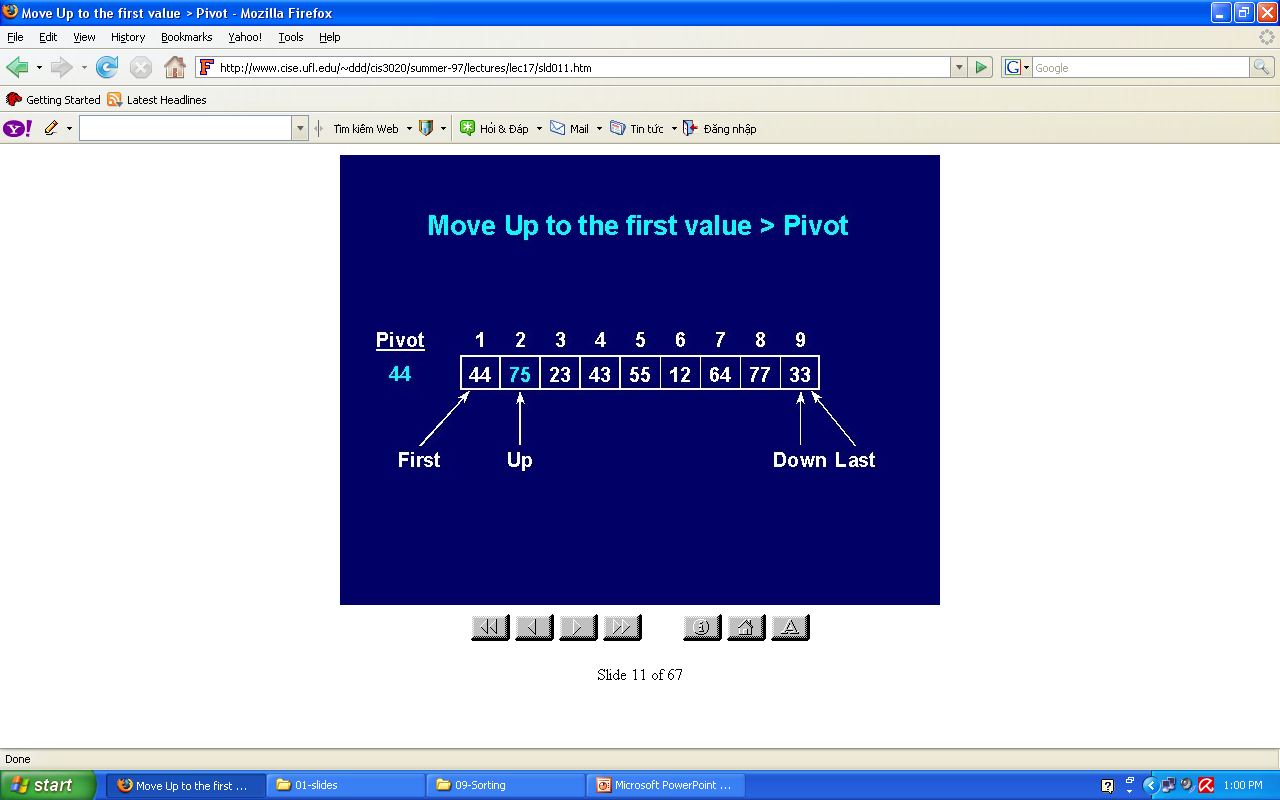 Move Up to the first value > Pivot - Mozilla Firefox
File Edit View History Bookmarks Yahoo! Tools Help
http://www.cise.ufl.edu/~ddd/cis3020/summer-97/lectures/lec17/sld011.htm G Google
Getting Started Latest Headlines
Y! Tìm kiếm Web Hỏi & Đáp Mail Tin tức Đăng nhập
Move Up to the first value > Pivot
Pivot 1 2 3 4 5 6 7 8 9
44 44 75 23 43 55 12 64 77 33
First Up Down Last
Slide 11 of 67
Done
start Move Up to the first ... 01-slides 09-Sorting Microsoft PowerPoint ... 1:00 PM